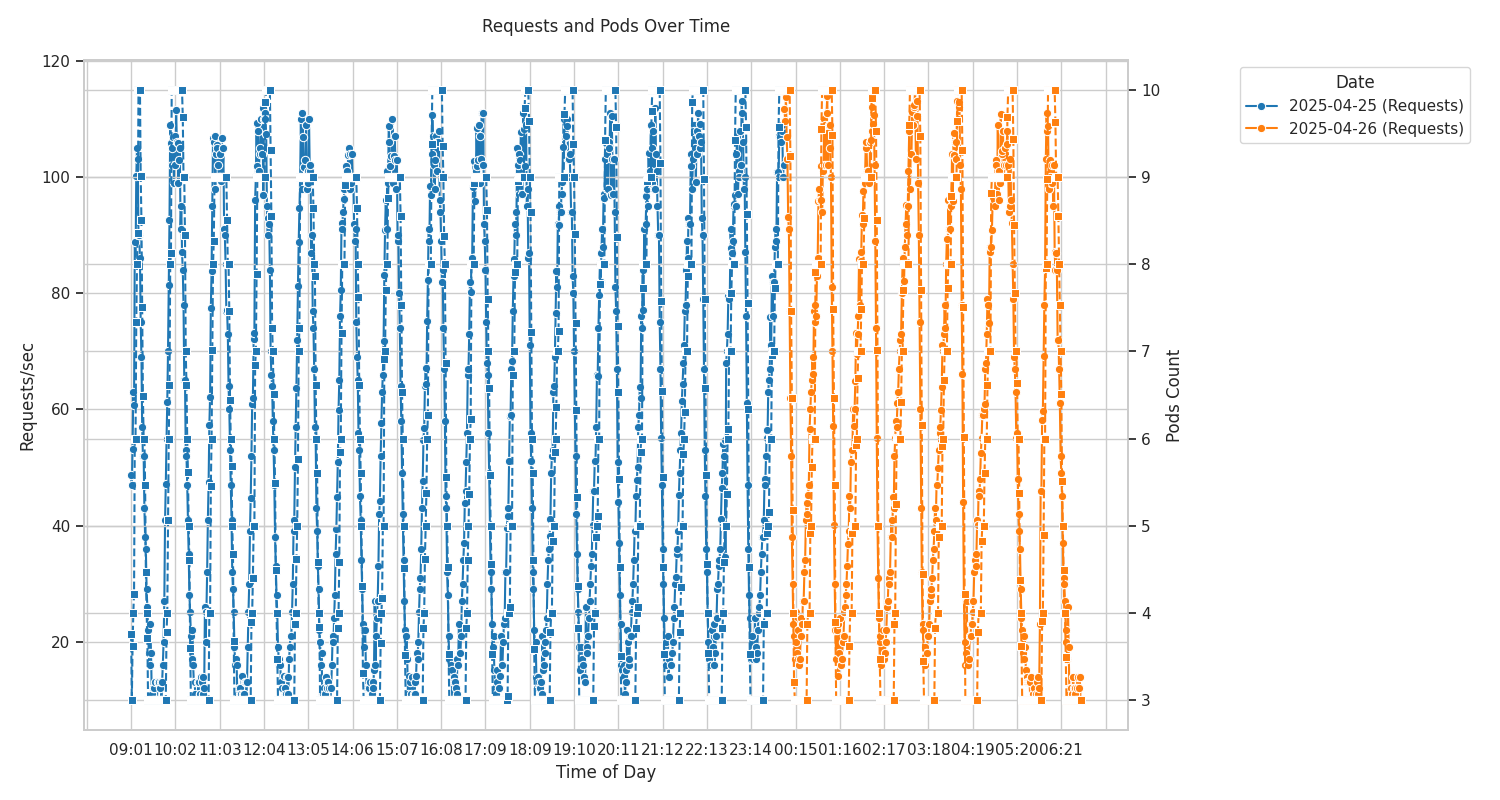 Requests and Pods Over Time
Date
2025-04-25 (Requests)
2025-04-26 (Requests)
Requests/sec
120
100
80
60
40
20
Pods Count
10
9
8
7
6
5
4
3
09:01 10:02 11:03 12:04 13:05 14:06 15:07 16:08 17:09 18:09 19:10 20:11 21:12 22:13 23:14 00:15 01:16 02:17 03:18 04:19 05:20 06:21
Time of Day